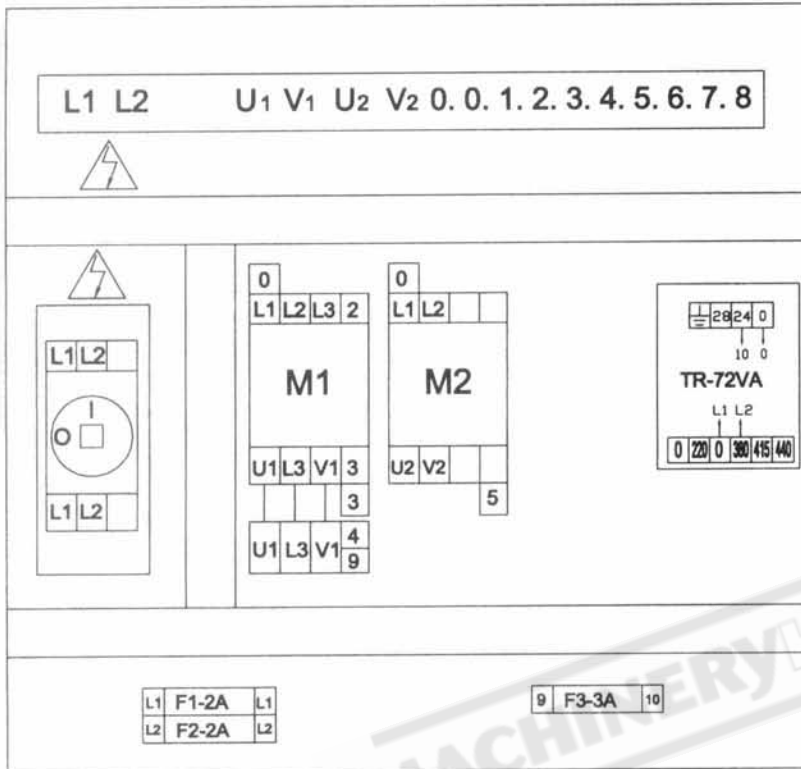 L1 L2 U1 V1 U2 V2 0. 0. 1. 2. 3. 4. 5. 6. 7. 8
0 0
L1 L2 L3 2 L1 L2
28 24 0
10 0
L1 L2
I
O
M1 M2 TR-72VA
L1 L2
U1 L3 V1 3 U2 V2 0 220 0 380 415 440
3 5
L1 L2
U1 L3 V1 4
9
L1 F1-2A L1 9 F3-3A 10
L2 F2-2A L2
MACHINERY